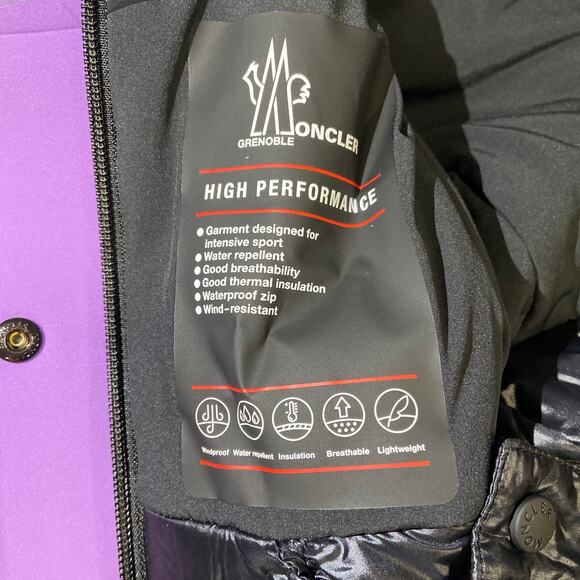 GRENOBLE
MONCLER
HIGH PERFORMANCE
● Garment designed for
intensive sport
● Water repellent
● Good breathability
● Good thermal insulation
● Waterproof zip
● Wind-resistant
Windproof Water repellent Insulation Breathable Lightweight
MONCLER